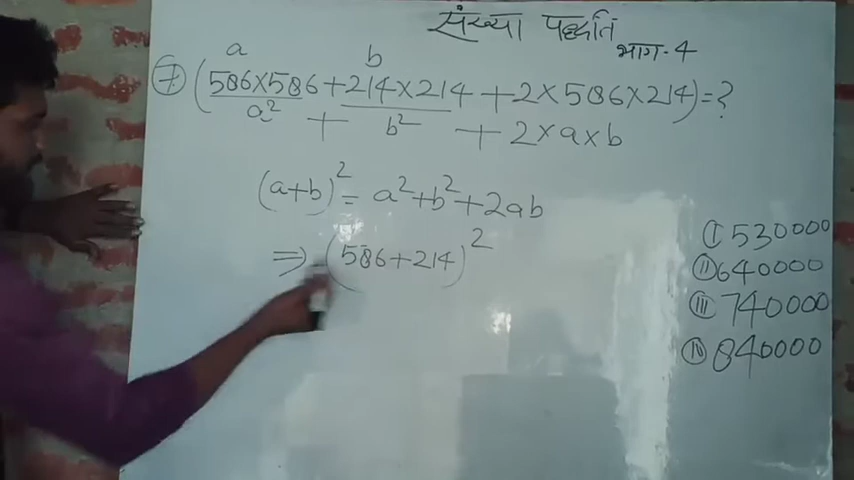 संख्या पद्धति
भाग-4
a b
7 (586×586+214×214+2×586×214)=?
a² + b² + 2×a×b
(a+b)² = a²+b²+2ab
⇒ (586+214)²
i 530000
ii 640000
iii 740000
iv 840000